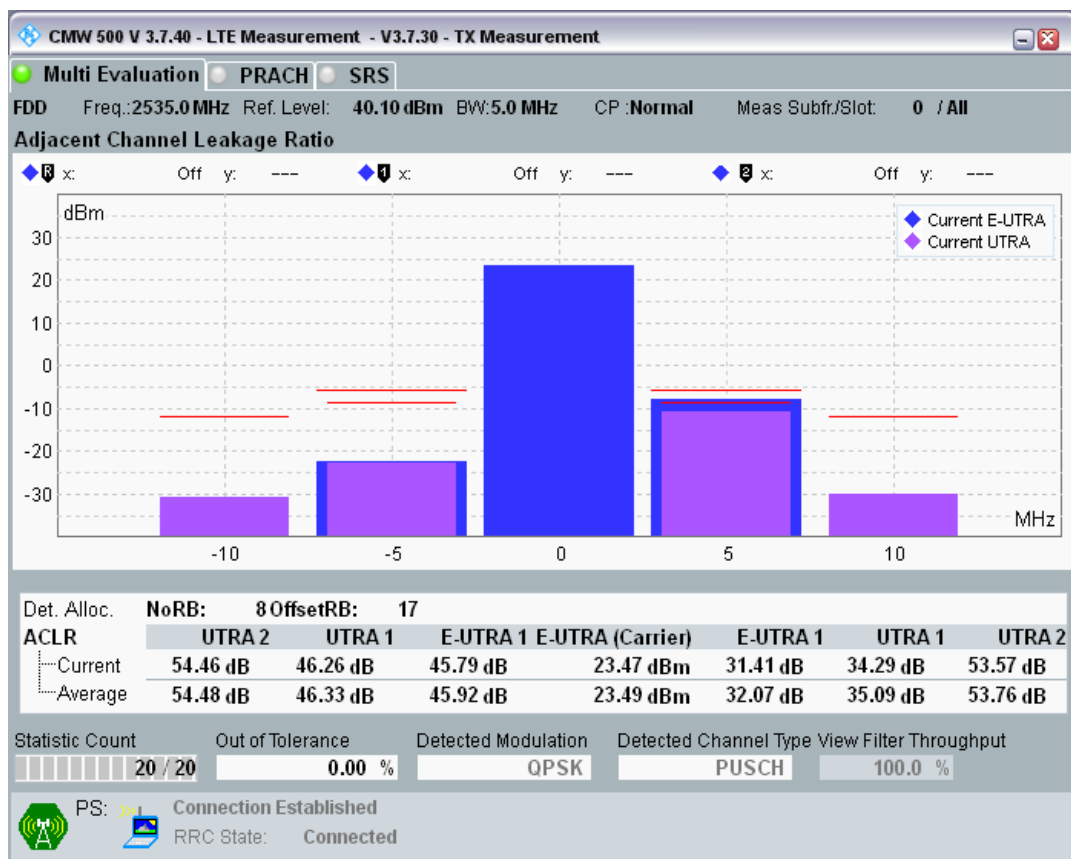 CMW 500 V 3.7.40 - LTE Measurement - V3.7.30 - TX Measurement
Multi Evaluation PRACH SRS
FDD Freq.:2535.0 MHz Ref. Level: 40.10 dBm BW:5.0 MHz CP :Normal Meas Subfr./Slot: 0 / All
Adjacent Channel Leakage Ratio
R x: Off y: --- 1 x: Off y: --- 2 x: Off y: ---
dBm
Current E-UTRA
Current UTRA
30
20
10
0
-10
-20
-30
MHz
-10 -5 0 5 10
Det. Alloc. NoRB: 8 OffsetRB: 17
ACLR UTRA 2 UTRA 1 E-UTRA 1 E-UTRA (Carrier) E-UTRA 1 UTRA 1 UTRA 2
Current 54.46 dB 46.26 dB 45.79 dB 23.47 dBm 31.41 dB 34.29 dB 53.57 dB
Average 54.48 dB 46.33 dB 45.92 dB 23.49 dBm 32.07 dB 35.09 dB 53.76 dB
Statistic Count Out of Tolerance Detected Modulation Detected Channel Type View Filter Throughput
20 / 20 0.00 % QPSK PUSCH 100.0 %
PS: Connection Established
RRC State: Connected